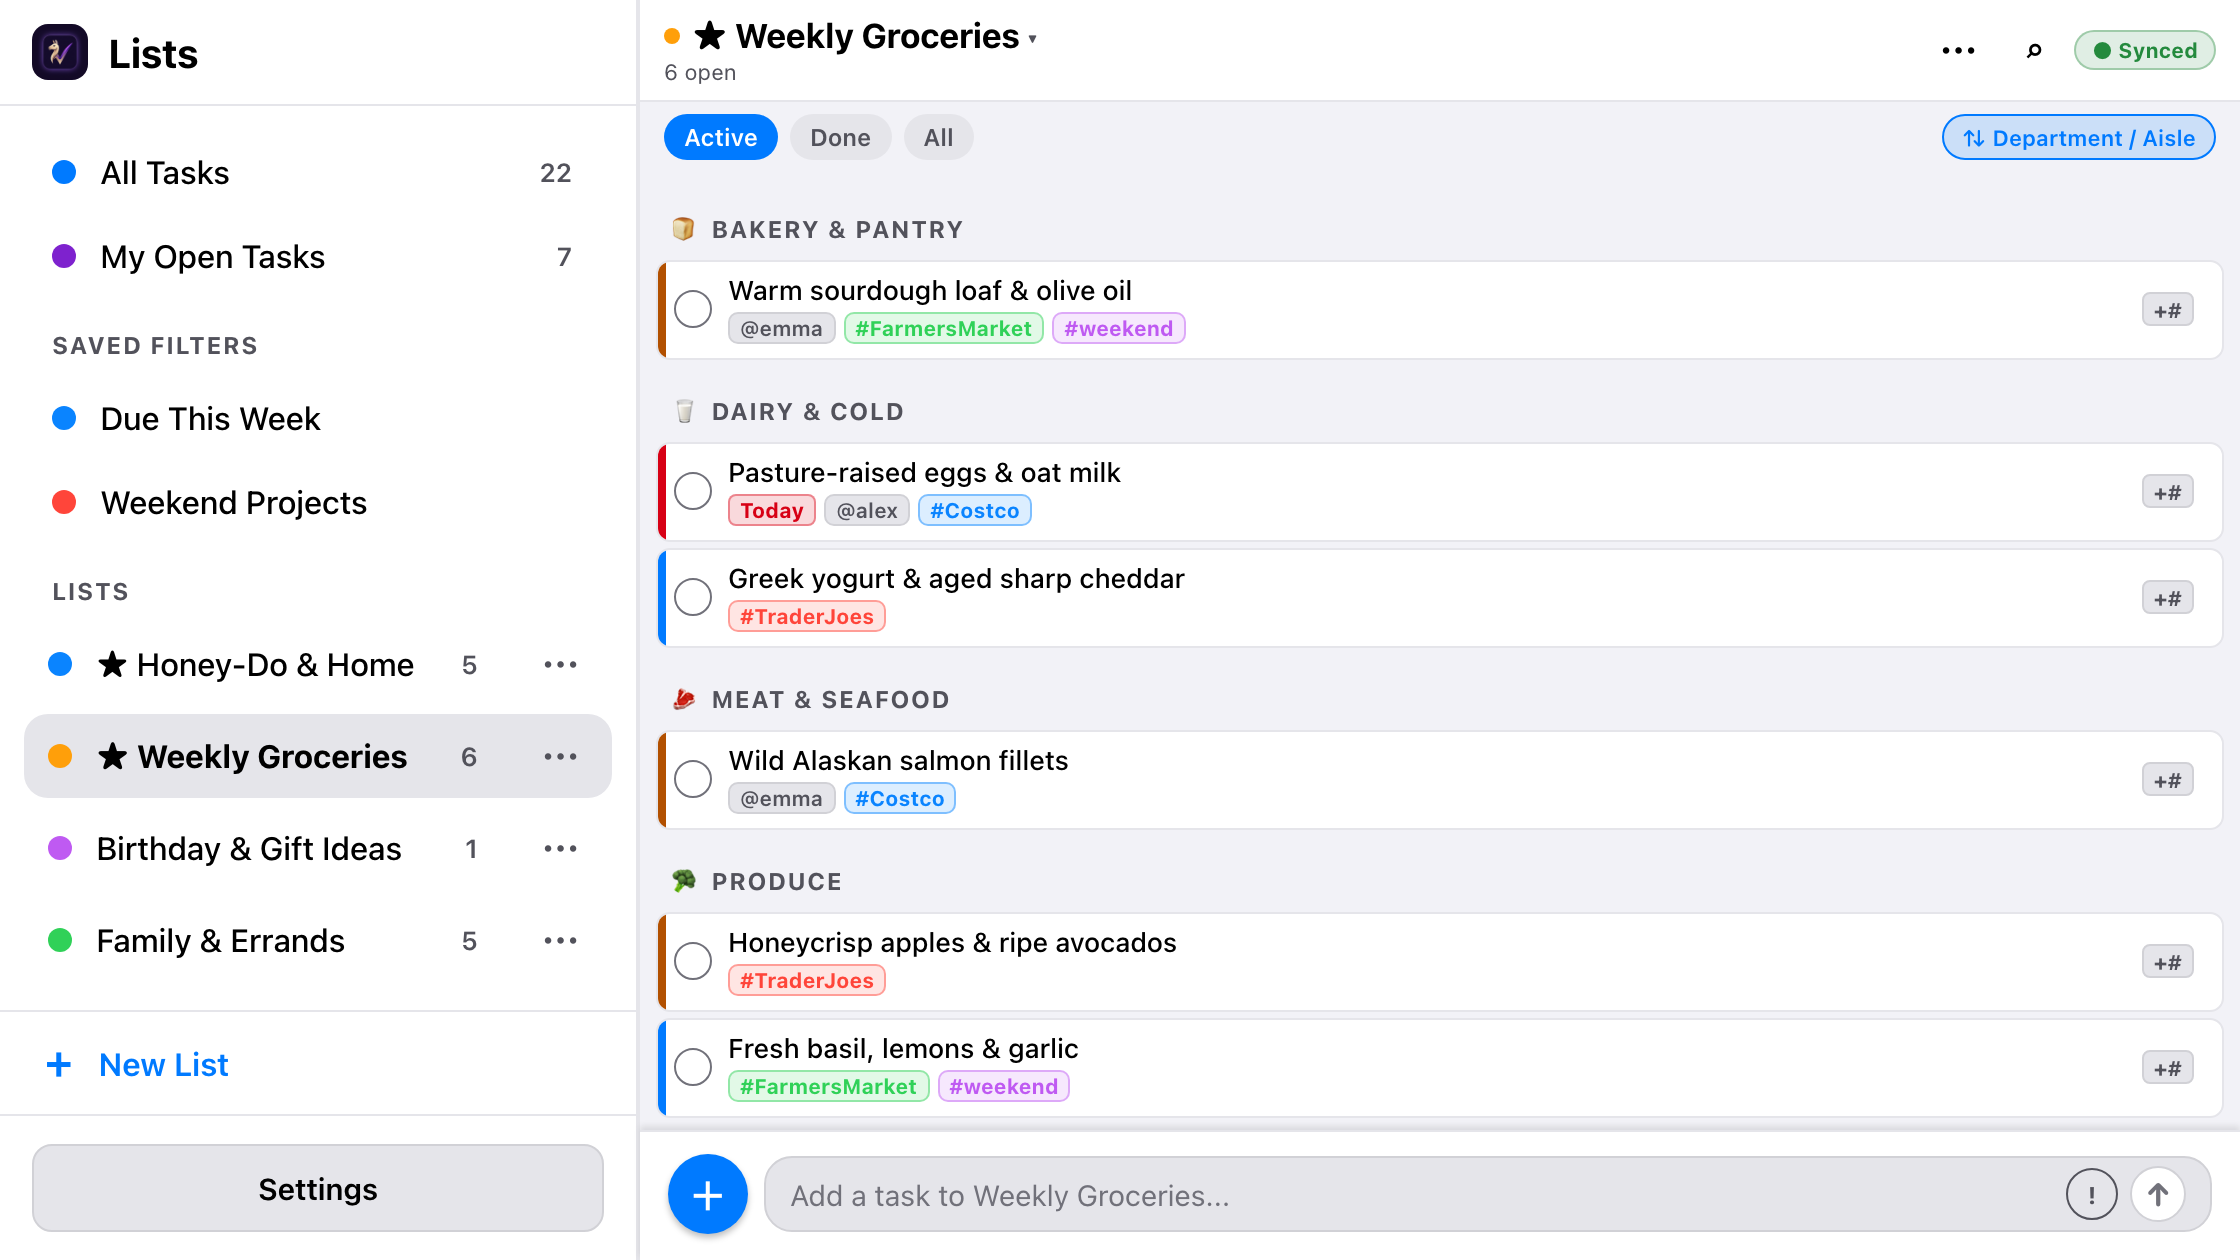 Lists
All Tasks 22
My Open Tasks 7
SAVED FILTERS
Due This Week
Weekend Projects
LISTS
★ Honey-Do & Home 5 •••
★ Weekly Groceries 6 •••
Birthday & Gift Ideas 1 •••
Family & Errands 5 •••
+ New List
Settings
★ Weekly Groceries ▾
6 open
••• Synced
Active Done All
↑↓ Department / Aisle
BAKERY & PANTRY
Warm sourdough loaf & olive oil
@emma #FarmersMarket #weekend
+#
DAIRY & COLD
Pasture-raised eggs & oat milk
Today @alex #Costco
+#
Greek yogurt & aged sharp cheddar
#TraderJoes
+#
MEAT & SEAFOOD
Wild Alaskan salmon fillets
@emma #Costco
+#
PRODUCE
Honeycrisp apples & ripe avocados
#TraderJoes
+#
Fresh basil, lemons & garlic
#FarmersMarket #weekend
+#
+ Add a task to Weekly Groceries... ! ↑